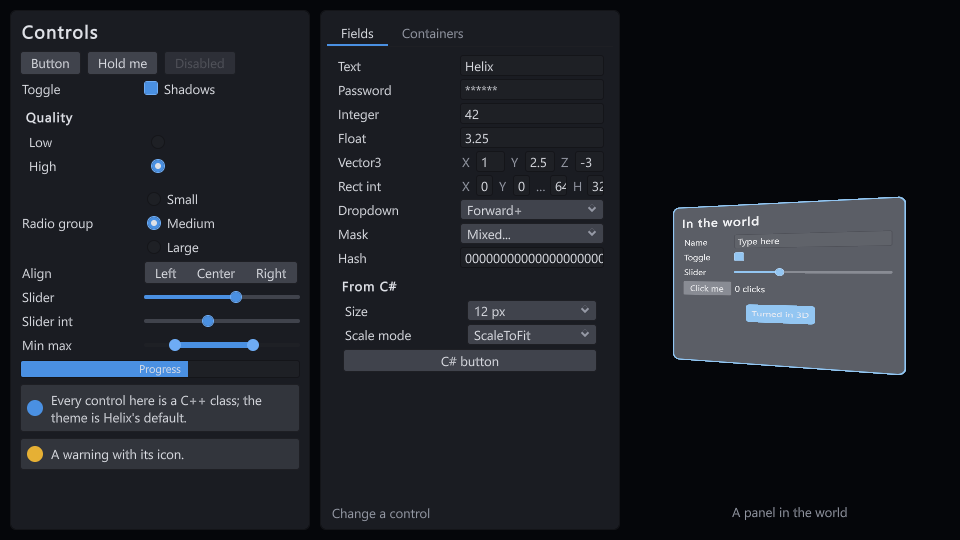 Controls
Button Hold me Disabled
Toggle Shadows
Quality
Low
High
Small
Radio group Medium
Large
Align Left Center Right
Slider
Slider int
Min max
Progress
Every control here is a C++ class; the
theme is Helix's default.
A warning with its icon.
Fields Containers
Text Helix
Password ******
Integer 42
Float 3.25
Vector3 X 1 Y 2.5 Z -3
Rect int X 0 Y 0 ... 64 H 32
Dropdown Forward+
Mask Mixed...
Hash 00000000000000000000
From C#
Size 12 px
Scale mode ScaleToFit
C# button
Change a control
In the world
Name Type here
Toggle
Slider
Click me 0 clicks
Turned in 3D
A panel in the world